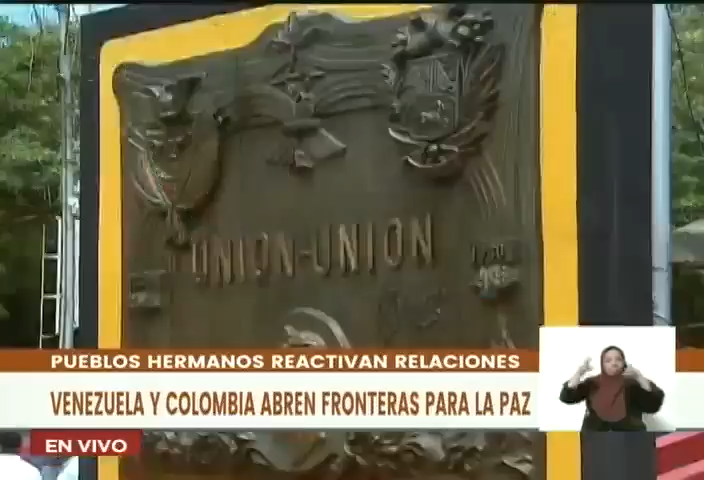 UNION-UNION
PUEBLOS HERMANOS REACTIVAN RELACIONES
VENEZUELA Y COLOMBIA ABREN FRONTERAS PARA LA PAZ
EN VIVO